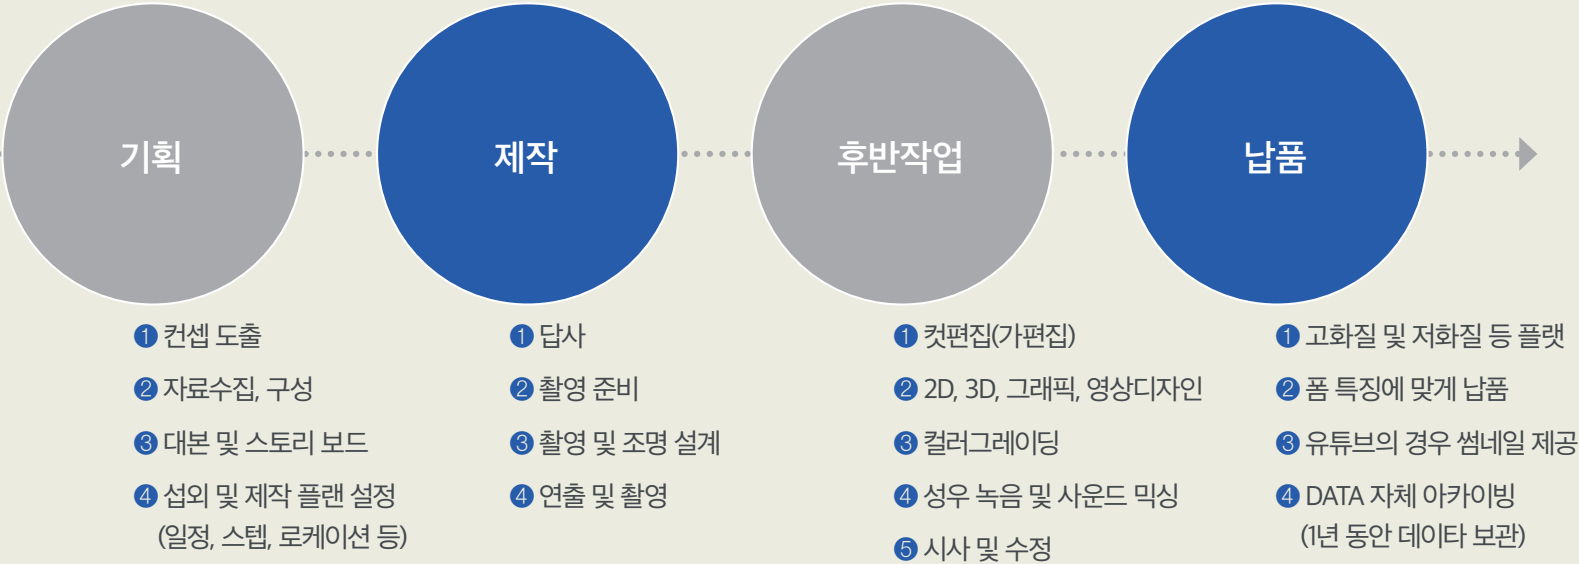 기획
제작
후반작업
납품
❶ 컨셉 도출
❷ 자료수집, 구성
❸ 대본 및 스토리 보드
❹ 섭외 및 제작 플랜 설정
(일정, 스텝, 로케이션 등)
❶ 답사
❷ 촬영 준비
❸ 촬영 및 조명 설계
❹ 연출 및 촬영
❶ 컷편집(가편집)
❷ 2D, 3D, 그래픽, 영상디자인
❸ 컬러그레이딩
❹ 성우 녹음 및 사운드 믹싱
❺ 시사 및 수정
❶ 고화질 및 저화질 등 플랫
❷ 폼 특징에 맞게 납품
❸ 유튜브의 경우 썸네일 제공
❹ DATA 자체 아카이빙
(1년 동안 데이타 보관)